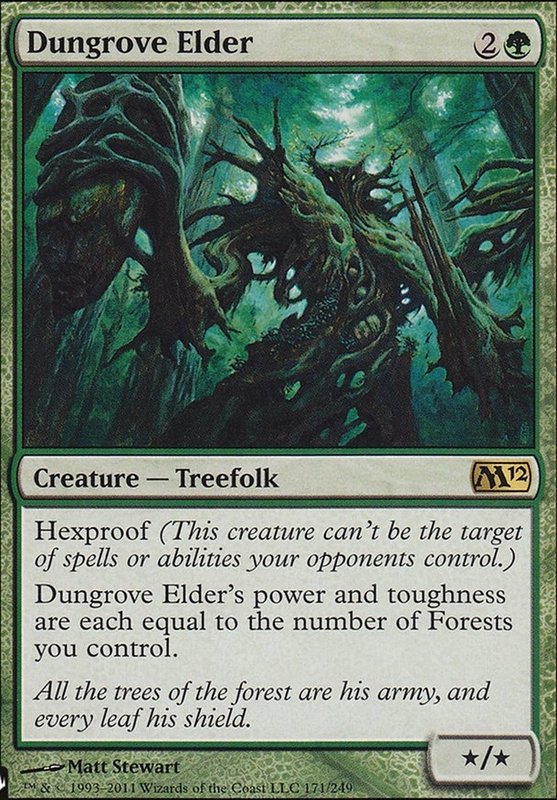 Dungrove Elder 2
Creature — Treefolk M12
Hexproof (This creature can't be the target
of spells or abilities your opponents control.)
Dungrove Elder's power and toughness
are each equal to the number of Forests
you control.
All the trees of the forest are his army, and
every leaf his shield.
Matt Stewart
★/★
™ & © 1993–2011 Wizards of the Coast LLC 171/249